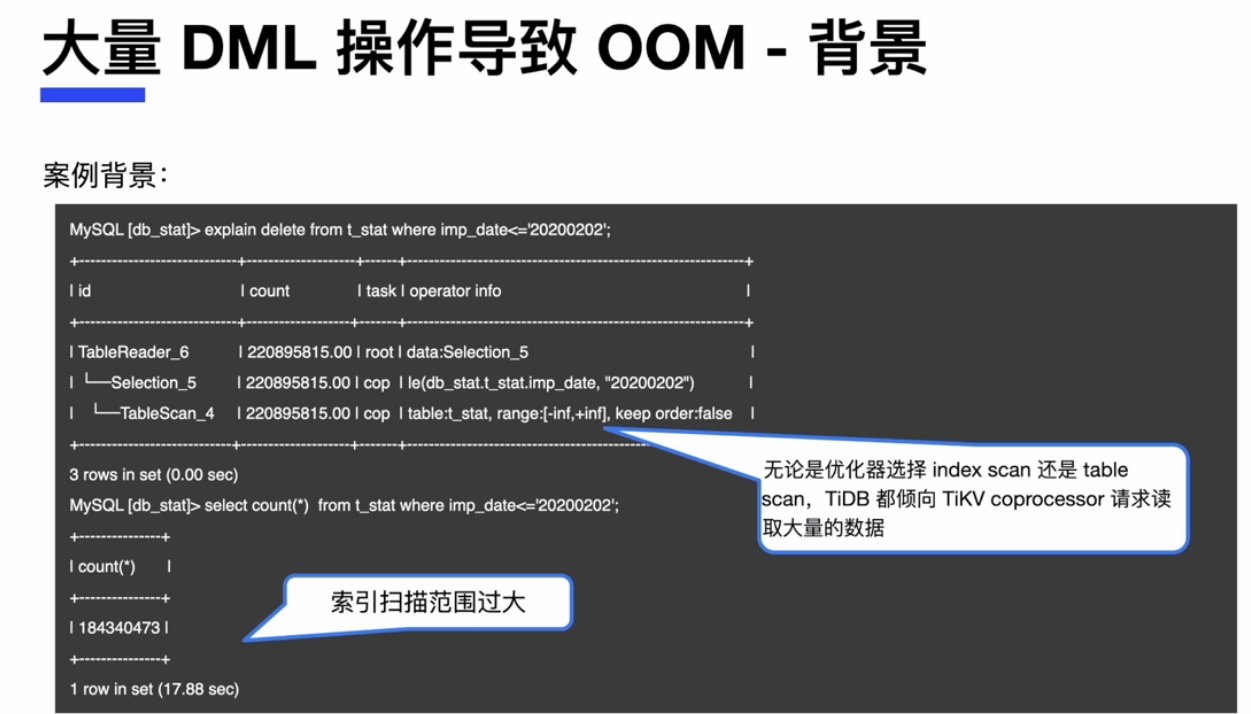 大量 DML 操作导致 OOM - 背景
案例背景：
MySQL [db_stat]> explain delete from t_stat where imp_date<='20200202';
+-----------------------------+--------------------+------+--------------------------------------------------------------+
| id | count | task | operator info |
+-----------------------------+--------------------+------+--------------------------------------------------------------+
| TableReader_6 | 220895815.00 | root | data:Selection_5 |
| └──Selection_5 | 220895815.00 | cop | le(db_stat.t_stat.imp_date, "20200202") |
| └──TableScan_4 | 220895815.00 | cop | table:t_stat, range:[-inf,+inf], keep order:false |
+-----------------------------+--------------------+------+---------------------------------------------
3 rows in set (0.00 sec)
MySQL [db_stat]> select count(*) from t_stat where imp_date<='20200202';
+---------------+
| count(*) |
+---------------+
| 184340473 |
+---------------+
1 row in set (17.88 sec)
无论是优化器选择 index scan 还是 table
scan，TiDB 都倾向 TiKV coprocessor 请求读
取大量的数据
索引扫描范围过大